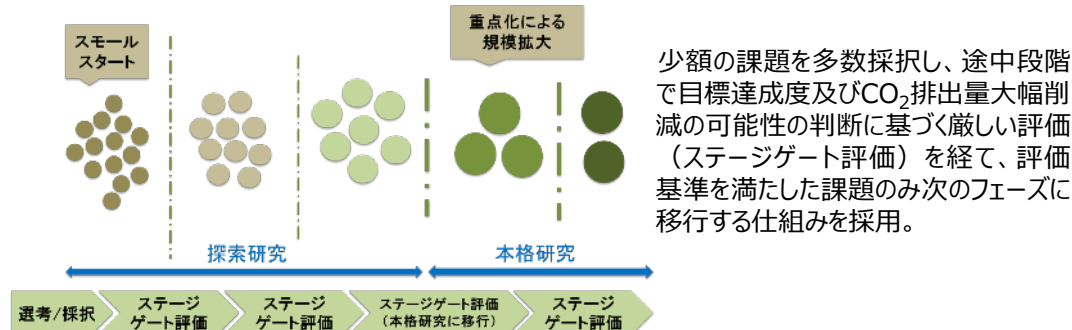 スモール
スタート
重点化による
規模拡大
少額の課題を多数採択し、途中段階
で目標達成度及びCO₂排出量大幅削
減の可能性の判断に基づく厳しい評価
（ステージゲート評価）を経て、評価
基準を満たした課題のみ次のフェーズに
移行する仕組みを採用。
探索研究
本格研究
選考/採択
ステージ
ゲート評価
ステージ
ゲート評価
ステージゲート評価
（本格研究に移行）
ステージ
ゲート評価